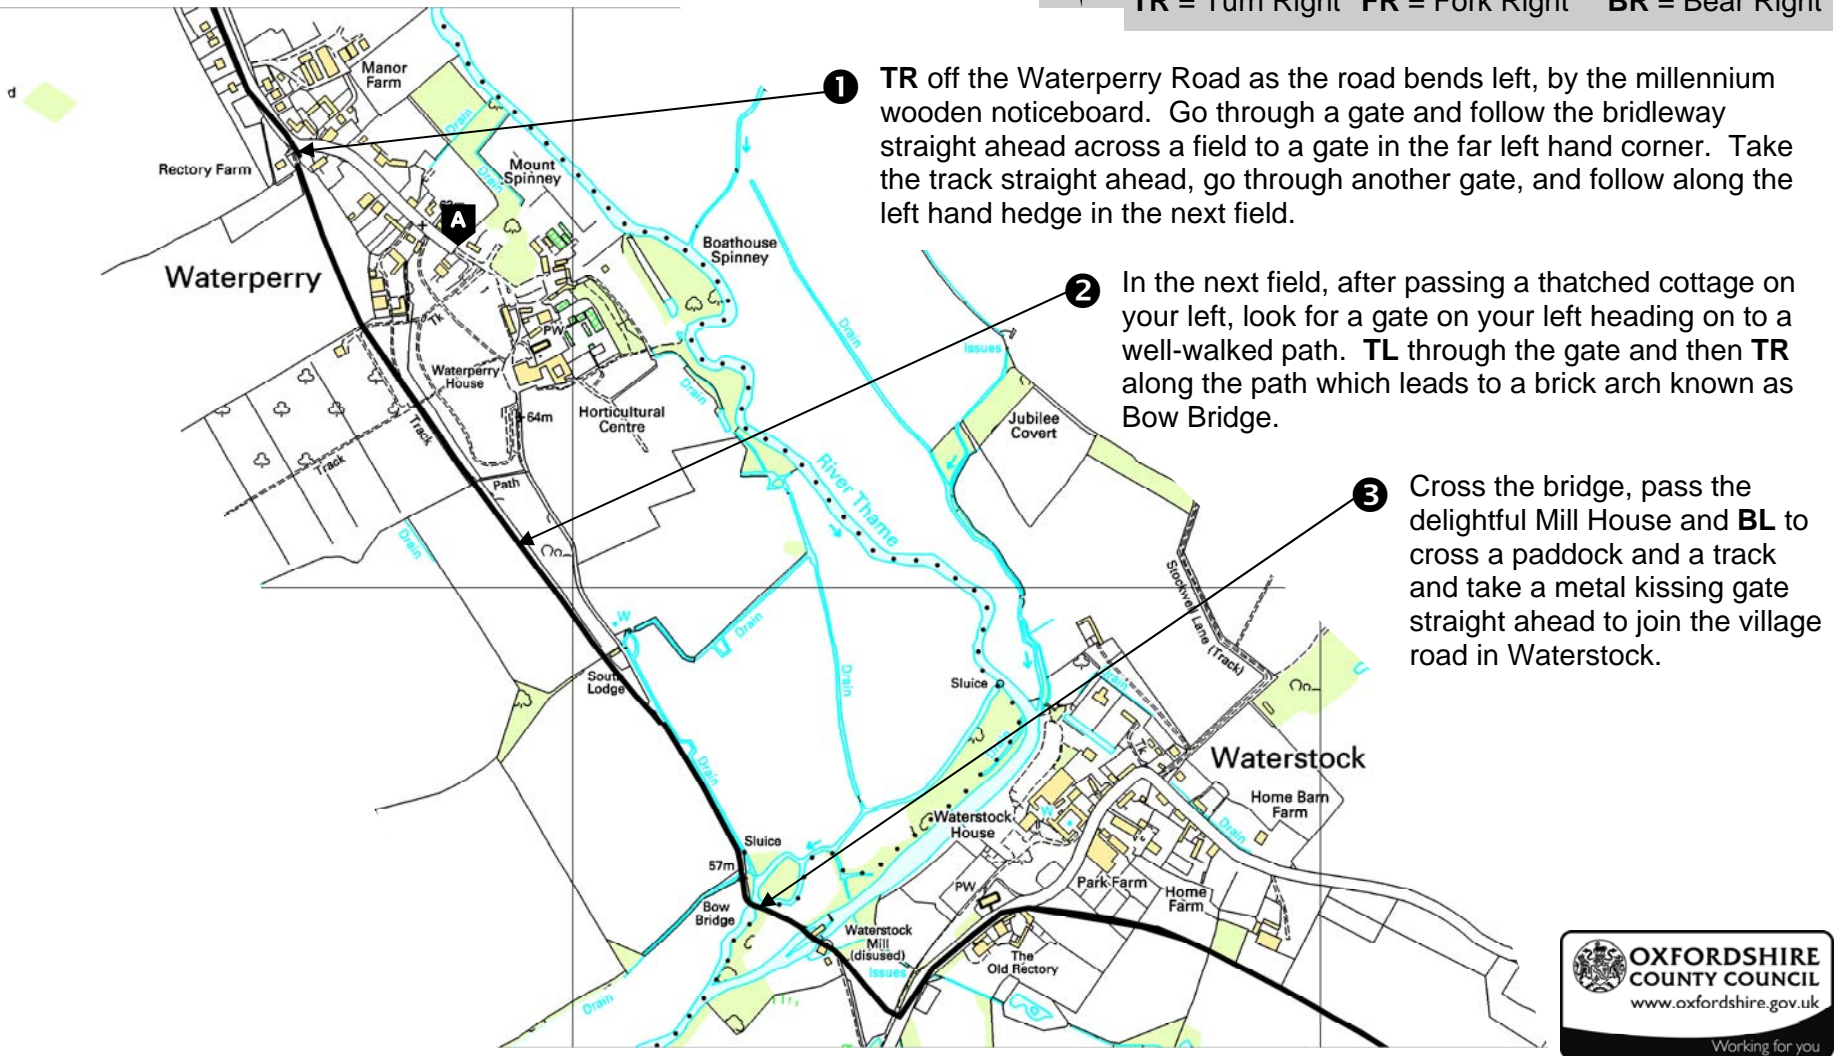 TR = Turn Right FR = Fork Right BR = Bear Right
❶ TR off the Waterperry Road as the road bends left, by the millennium
wooden noticeboard. Go through a gate and follow the bridleway
straight ahead across a field to a gate in the far left hand corner. Take
the track straight ahead, go through another gate, and follow along the
left hand hedge in the next field.
❷ In the next field, after passing a thatched cottage on
your left, look for a gate on your left heading on to a
well-walked path. TL through the gate and then TR
along the path which leads to a brick arch known as
Bow Bridge.
❸ Cross the bridge, pass the
delightful Mill House and BL to
cross a paddock and a track
and take a metal kissing gate
straight ahead to join the village
road in Waterstock.
d
Manor
Farm
Drain
Rectory Farm
Mount
Spinney
Drain
A
Boathouse
Spinney
Waterperry
Tk
PW
Drain
Issues
Waterperry
House
Drain
64m
Horticultural
Centre
Jubilee
Covert
Track
Track
Path
River Thame
Drain
Stockwell Lane
(Track)
W
Drain
South
Lodge
Drain
Sluice
Drain
Drain
Drain
Tk
Waterstock
Home Barn
Farm
W
Waterstock
House
Drain
Sluice
57m
PW
Park Farm
Home
Farm
Bow
Bridge
Waterstock
Mill
(disused)
Issues
The
Old Rectory
Drain
OXFORDSHIRE
COUNTY COUNCIL
www.oxfordshire.gov.uk
Working for you